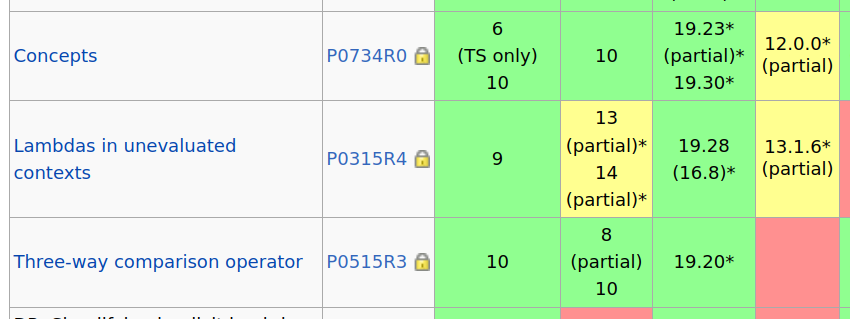 Concepts
P0734R0
6
(TS only)
10
10
19.23*
(partial)*
19.30*
12.0.0*
(partial)
Lambdas in unevaluated
contexts
P0315R4
9
13
(partial)*
14
(partial)*
19.28
(16.8)*
13.1.6*
(partial)
Three-way comparison operator
P0515R3
10
8
(partial)
10
19.20*